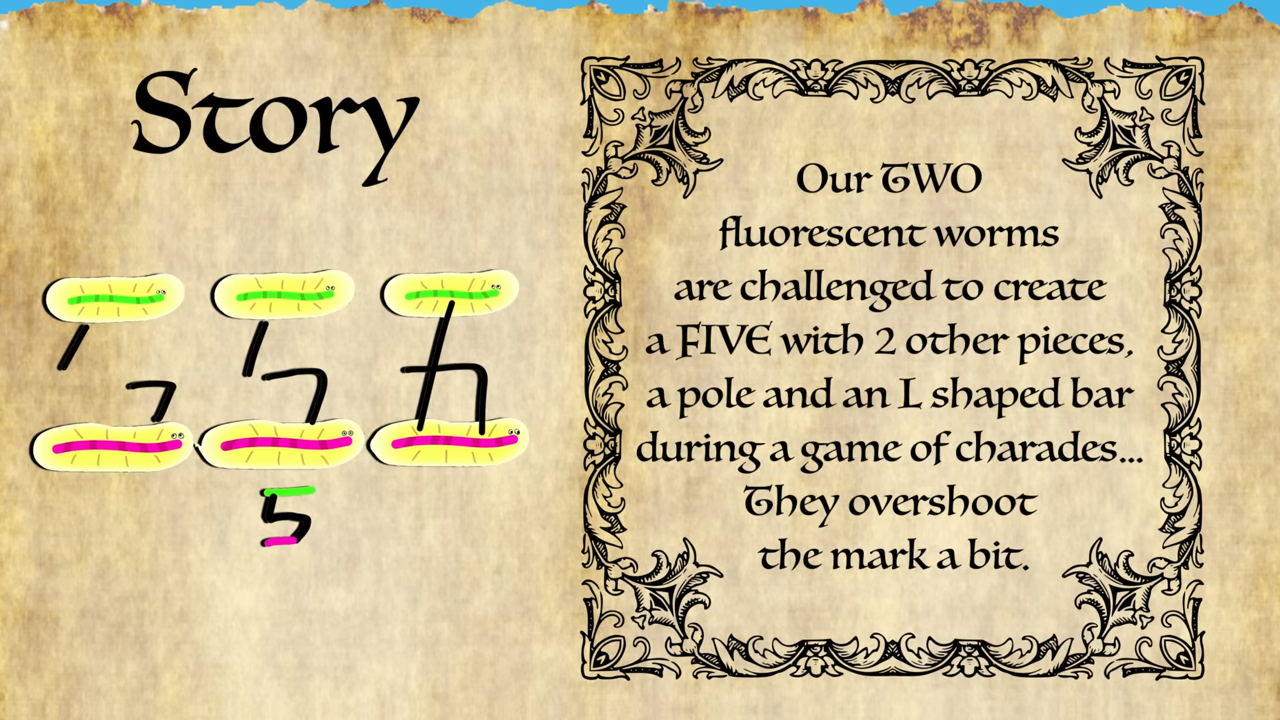 Story
Our TWO
fluorescent worms
are challenged to create
a FIVE with 2 other pieces,
a pole and an L shaped bar
during a game of charades...
They overshoot
the mark a bit.
5